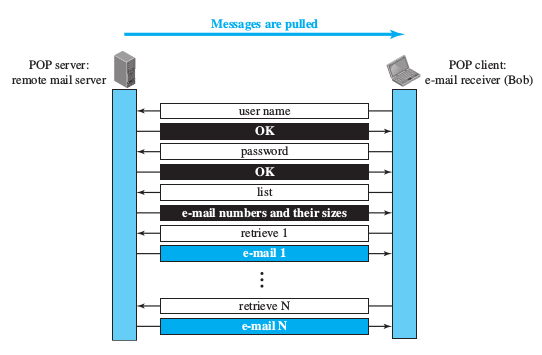 Messages are pulled
POP server:
remote mail server
POP client:
e-mail receiver (Bob)
user name
OK
password
OK
list
e-mail numbers and their sizes
retrieve 1
e-mail 1
retrieve N
e-mail N